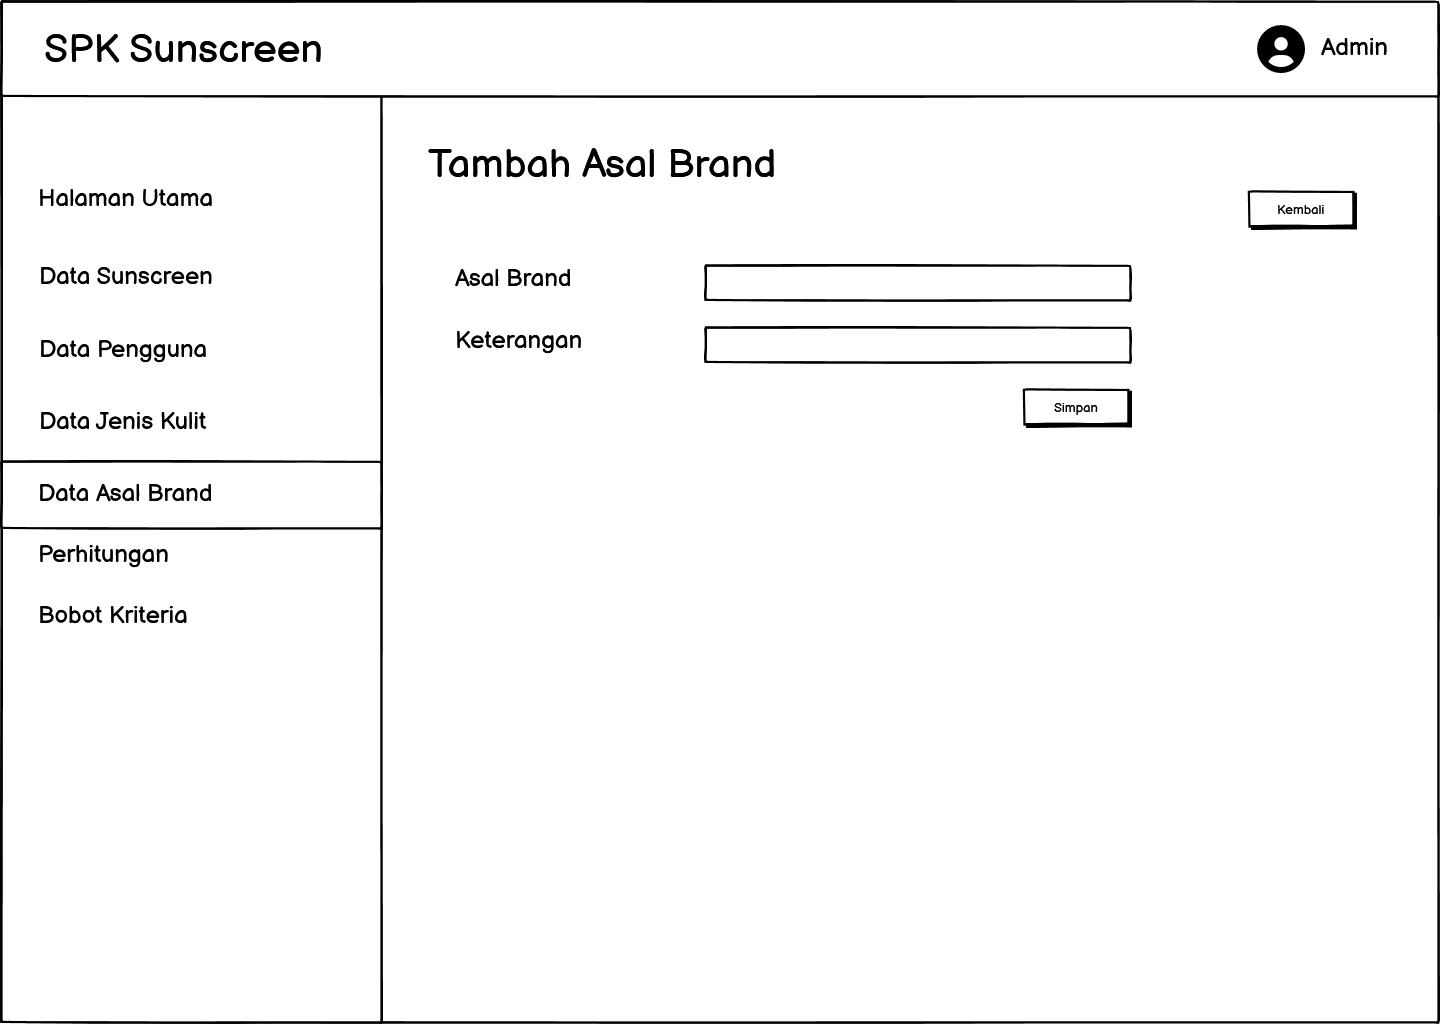 SPK Sunscreen
Admin
Halaman Utama
Data Sunscreen
Data Pengguna
Data Jenis Kulit
Data Asal Brand
Perhitungan
Bobot Kriteria
Tambah Asal Brand
Kembali
Asal Brand
Keterangan
Simpan